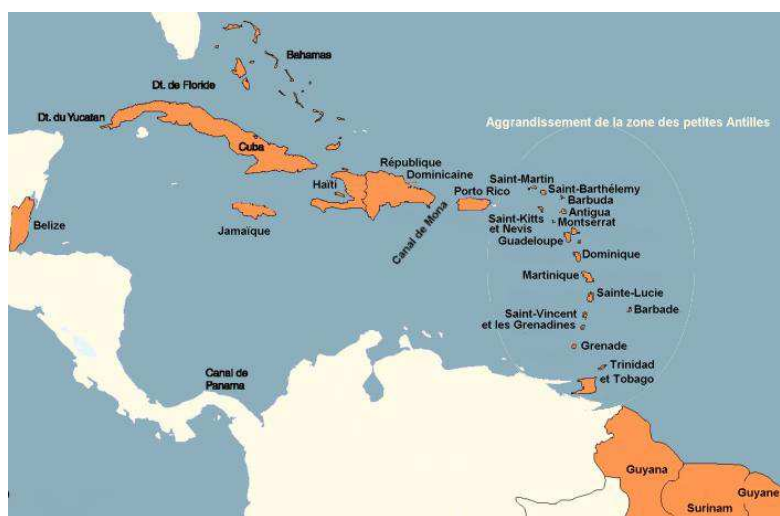 Bahamas
Dt. de Floride
Dt. du Yucatan
Aggrandissement de la zone des petites Antilles
Cuba
République
Dominicaine
Haïti
Porto Rico
Saint-Martin
Saint-Barthélemy
Barbuda
Antigua
Saint-Kitts
et Nevis
Montserrat
Belize
Jamaïque
Canal de Mona
Guadeloupe
Dominique
Martinique
Sainte-Lucie
Saint-Vincent
et les Grenadines
Barbade
Grenade
Canal de
Panama
Trinidad
et Tobago
Guyana
Surinam
Guyane